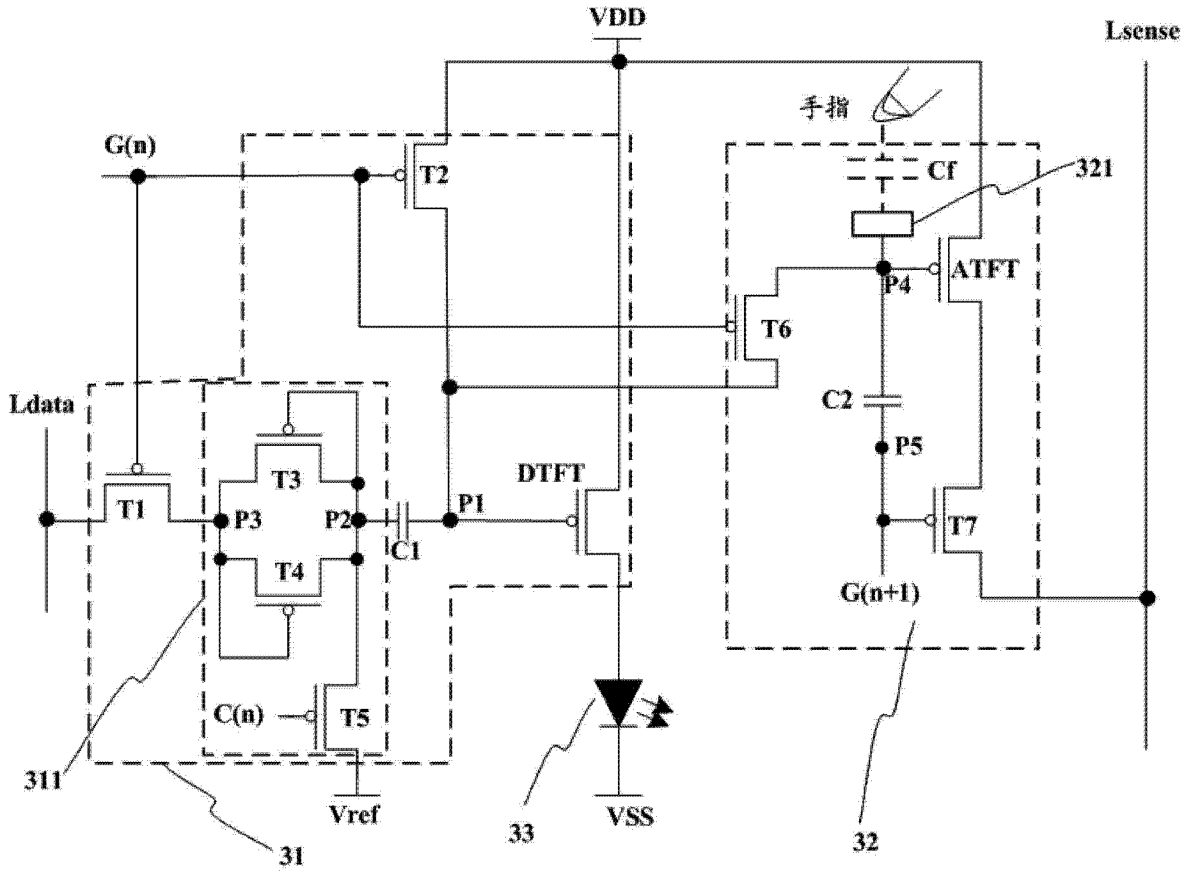 VDD
Lsense
手指
G(n)
T2
Cf
321
P4
ATFT
T6
Ldata
C2
P5
T3
DTFT
T1
P3
P2
P1
T7
C1
T4
G(n+1)
C(n)
T5
311
Vref
33
VSS
32
31